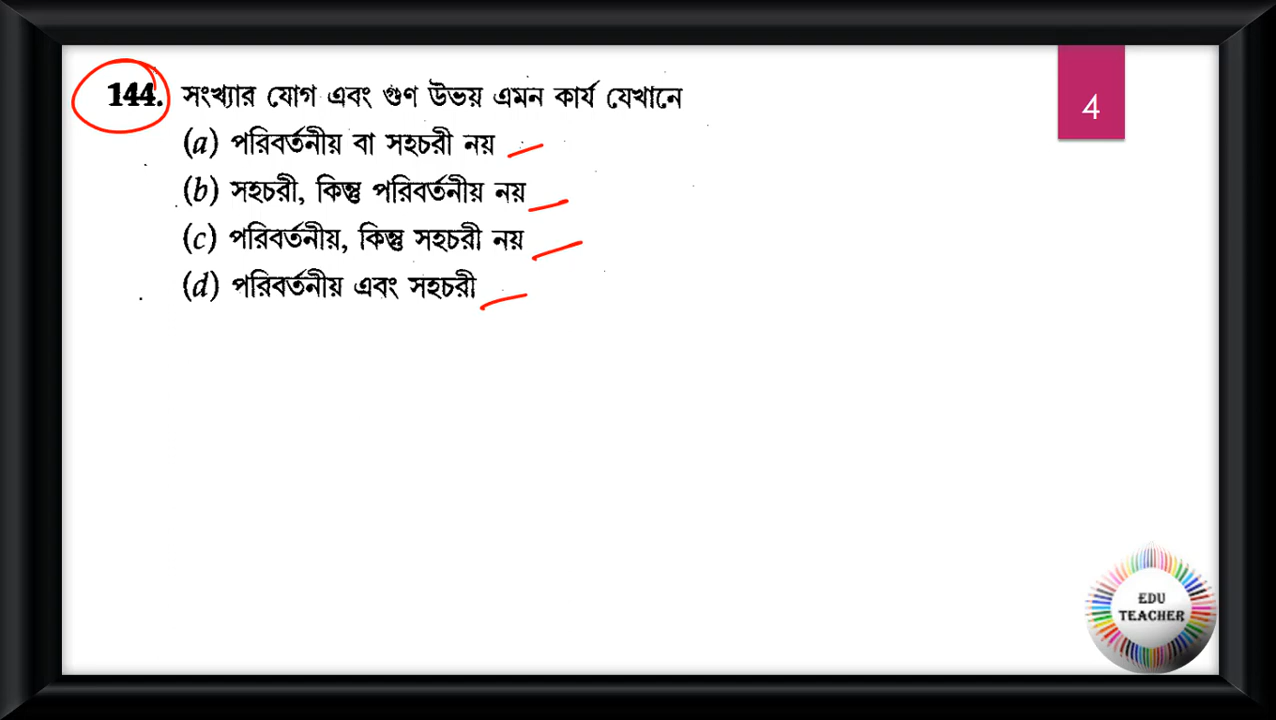 144. সংখ্যার যোগ এবং গুণ উভয় এমন কার্য যেখানে
(a) পরিবর্তনীয় বা সহচরী নয়
(b) সহচরী, কিন্তু পরিবর্তনীয় নয়
(c) পরিবর্তনীয়, কিন্তু সহচরী নয়
(d) পরিবর্তনীয় এবং সহচরী
4
EDU
TEACHER